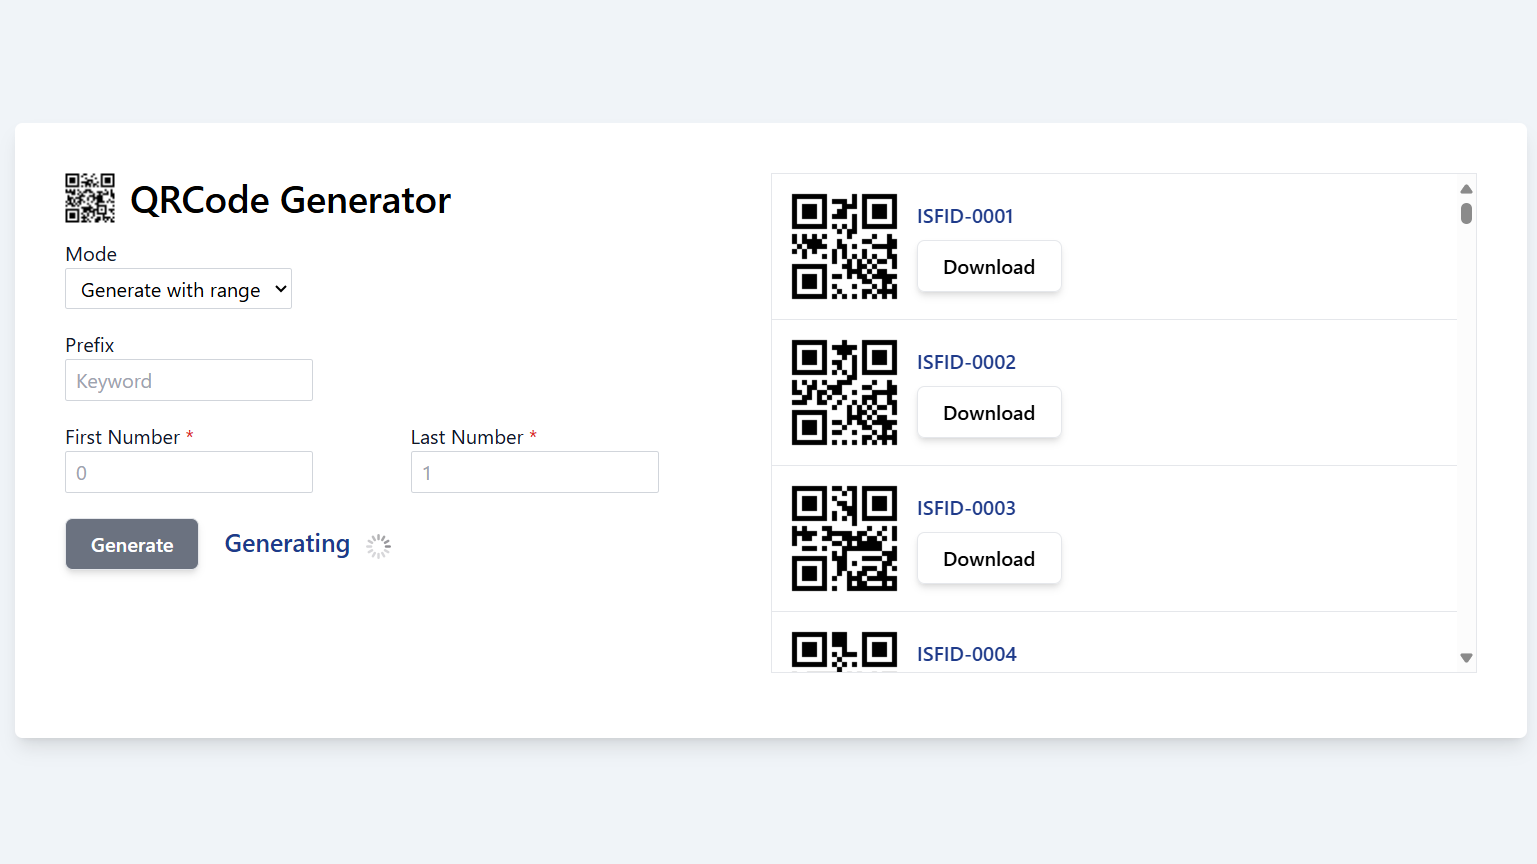 QRCode Generator
Mode
Generate with range
Prefix
Keyword
First Number *
Last Number *
0
1
Generate
Generating
ISFID-0001
Download
ISFID-0002
Download
ISFID-0003
Download
ISFID-0004